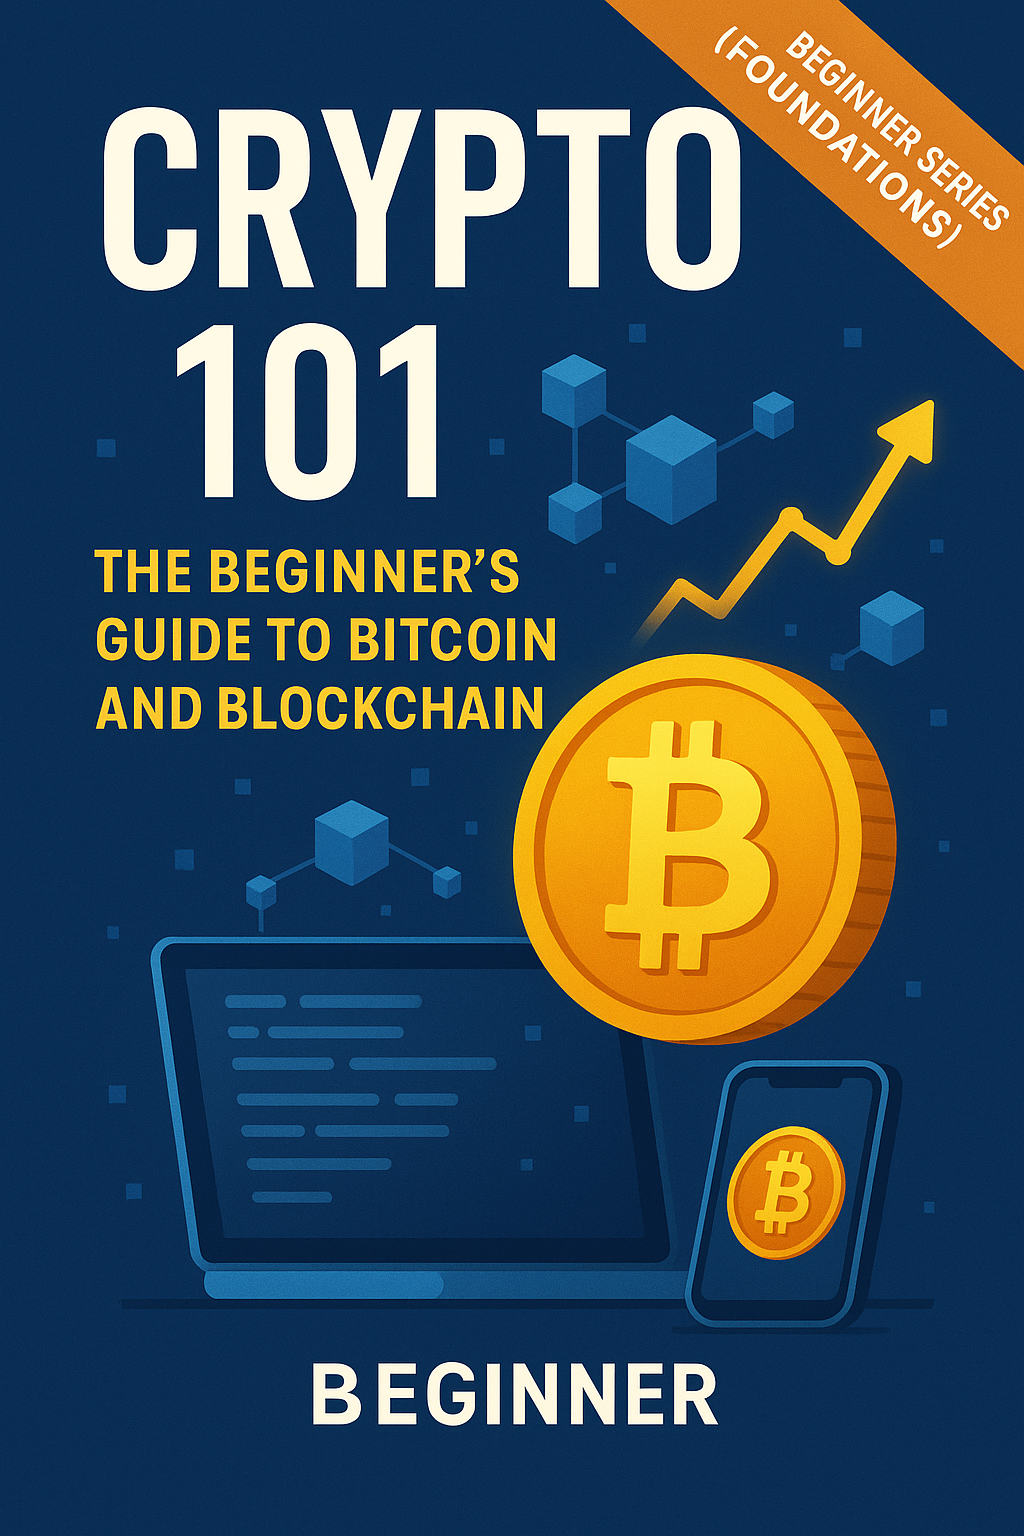 BEGINNER SERIES
(FOUNDATIONS)
CRYPTO
101
THE BEGINNER'S
GUIDE TO BITCOIN
AND BLOCKCHAIN
BEGINNER